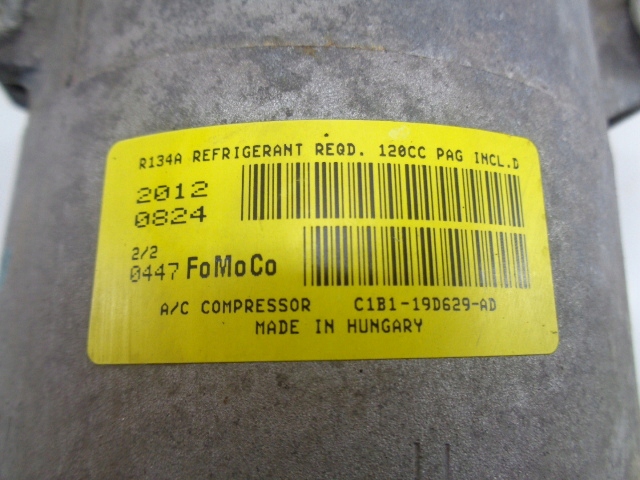 R134A REFRIGERANT REQD. 120CC PAG INCL.D
2012
0824
2/2
0447 FoMoCo
A/C COMPRESSOR C1B1-19D629-AD
MADE IN HUNGARY